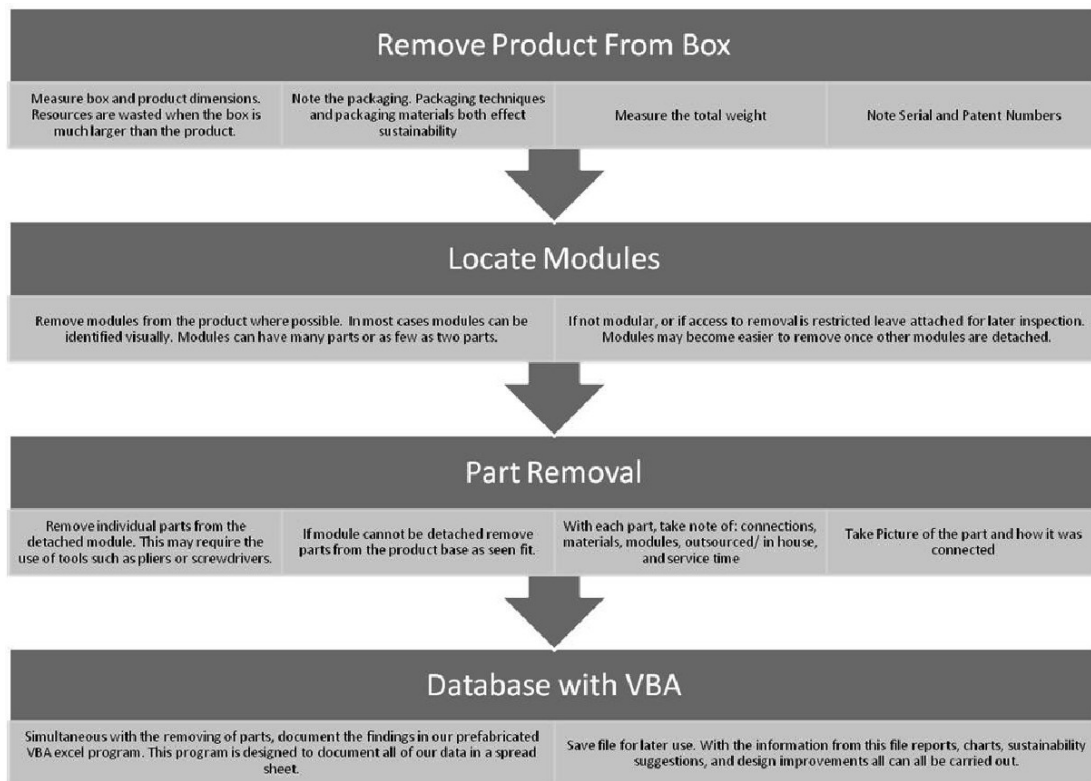 Remove Product From Box
Measure box and product dimensions.
Resources are wasted when the box is
much larger than the product.
Note the packaging. Packaging techniques
and packaging materials both effect
sustainability
Measure the total weight
Note Serial and Patent Numbers
Locate Modules
Remove modules from the product where possible. In most cases modules can be
identified visually. Modules can have many parts or as few as two parts.
If not modular, or if access to removal is restricted leave attached for later inspection.
Modules may become easier to remove once other modules are detached.
Part Removal
Remove individual parts from the
detached module. This may require the
use of tools such as pliers or screwdrivers.
If module cannot be detached remove
parts from the product base as seen fit.
With each part, take note of: connections,
materials, modules, outsourced/ in house,
and service time
Take Picture of the part and how it was
connected
Database with VBA
Simultaneous with the removing of parts, document the findings in our prefabricated
VBA excel program. This program is designed to document all of our data in a spread
sheet.
Save file for later use. With the information from this file reports, charts, sustainability
suggestions, and design improvements all can all be carried out.